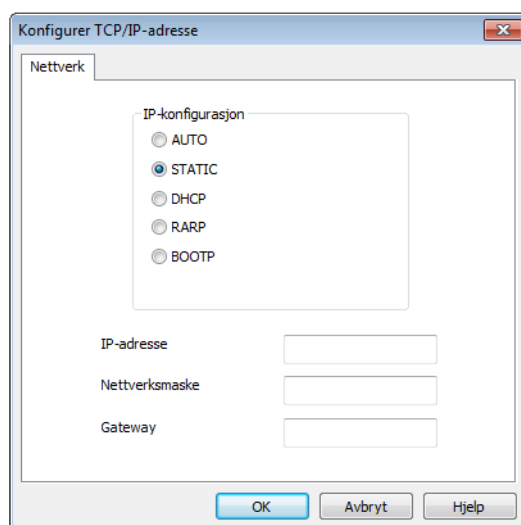 Konfigurer TCP/IP-adresse
Nettverk
IP-konfigurasjon
AUTO
STATIC
DHCP
RARP
BOOTP
IP-adresse
Nettverksmaske
Gateway
OK Avbryt Hjelp